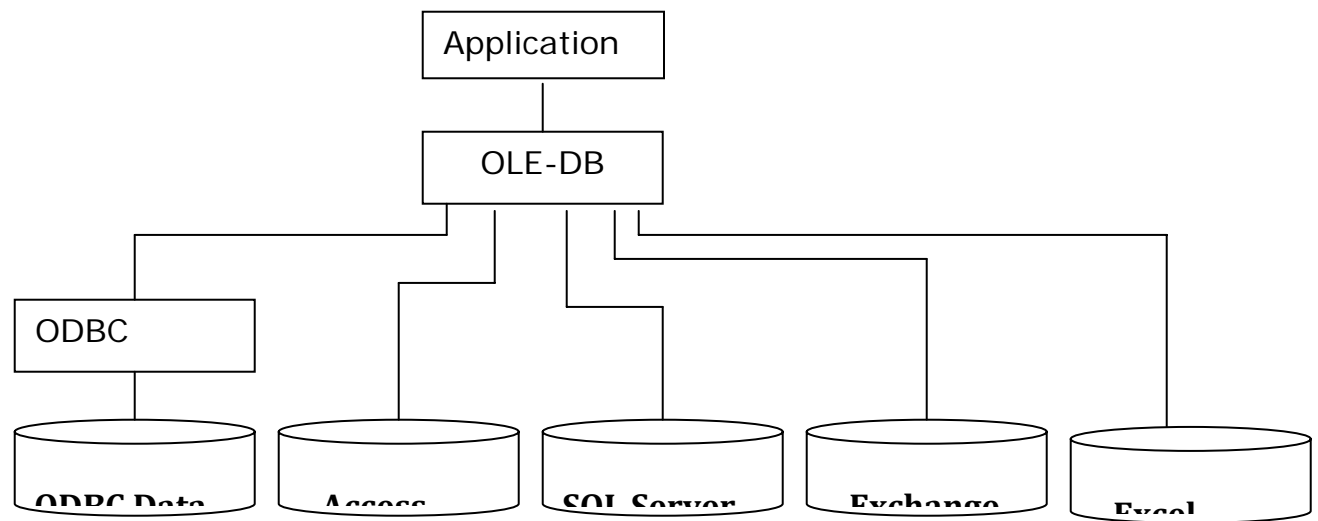 Application
OLE-DB
ODBC
ODBC Data
Access
SQL Server
Exchange
Excel